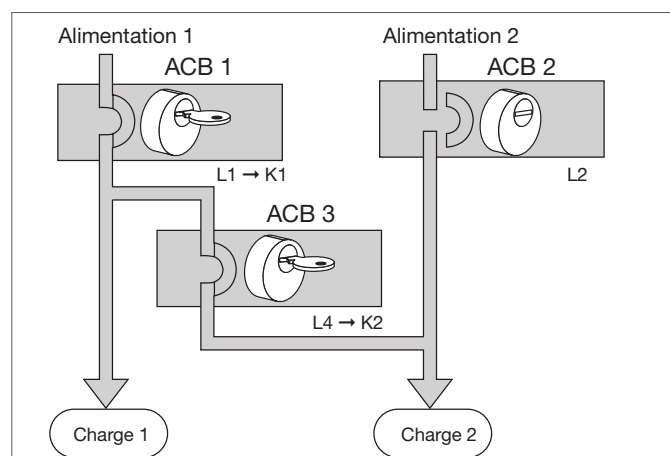 Alimentation 1
Alimentation 2
ACB 1
ACB 2
L1 → K1
L2
ACB 3
L4 → K2
Charge 1
Charge 2